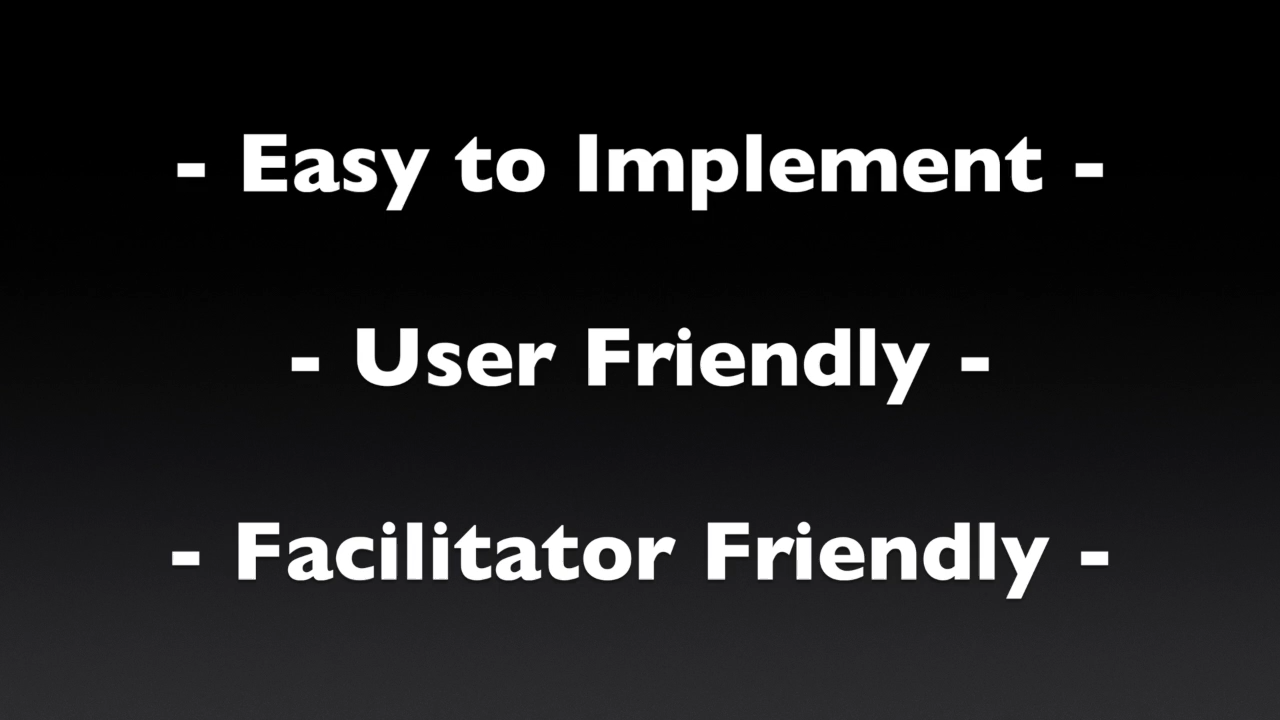 - Easy to Implement -
- User Friendly -
- Facilitator Friendly -